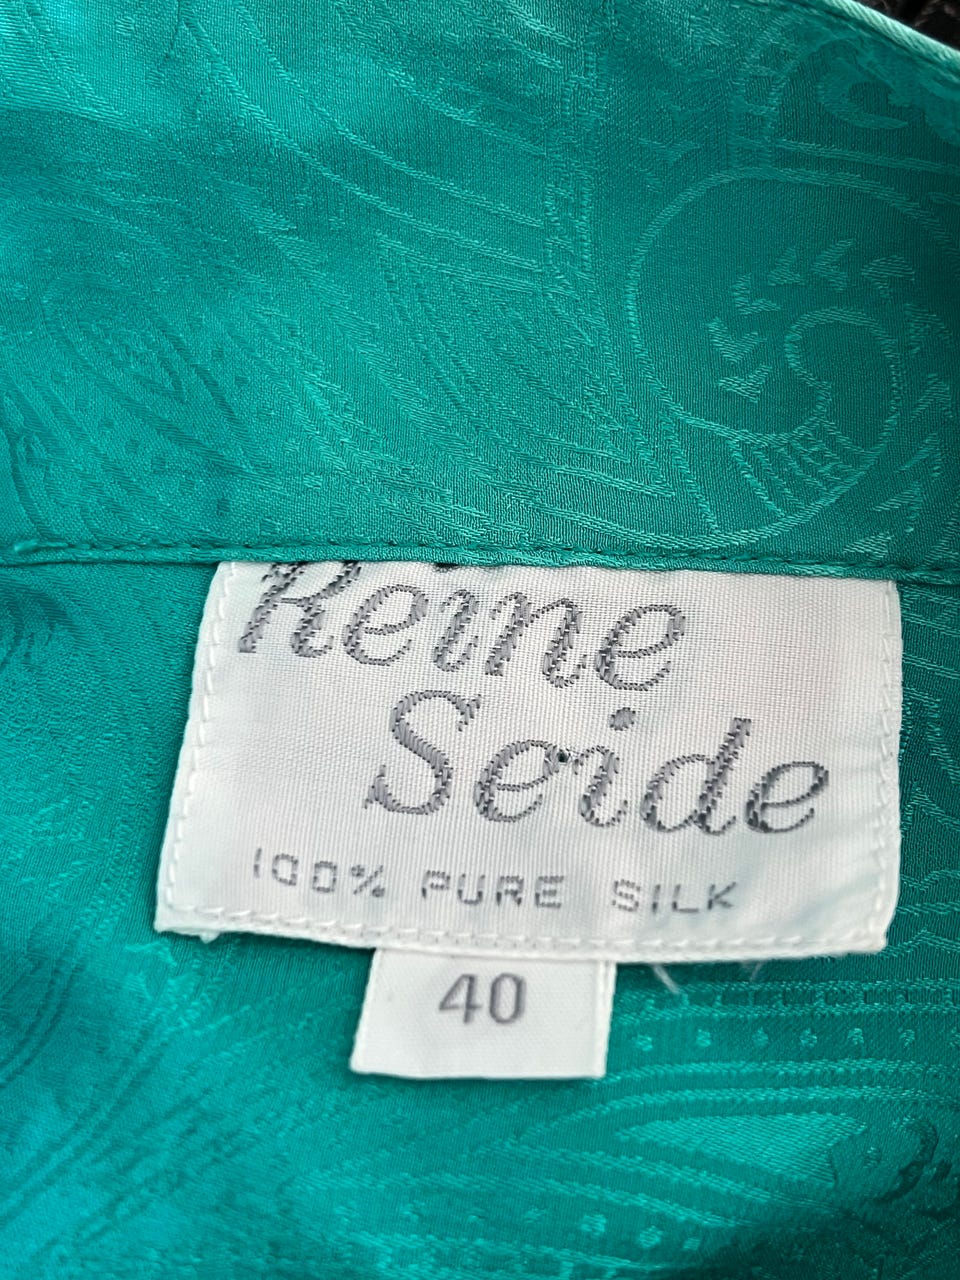 Reine
Seide
100% PURE SILK
40